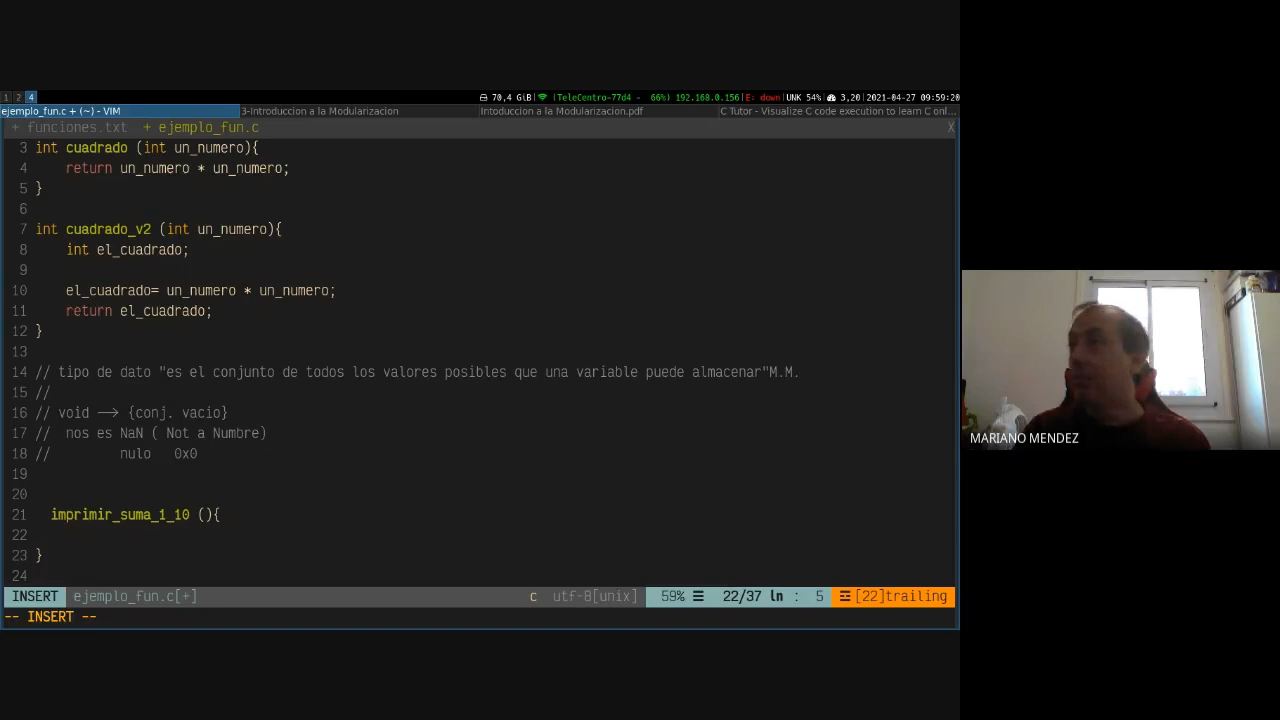 1 2 4 70,4 GiB| |TeleCentro-77d4 - 66%) 192.168.0.156|E: down|UNK 54%| 3,20|2021-04-27 09:59:20
ejemplo_fun.c + (~) - VIM 3-Introduccion a la Modularizacion Intoduccion a la Modularizacion.pdf C Tutor - Visualize C code execution to learn C onl...
+ funciones.txt + ejemplo_fun.c X
3 int cuadrado (int un_numero){
4 return un_numero * un_numero;
5 }
6
7 int cuadrado_v2 (int un_numero){
8 int el_cuadrado;
9
10 el_cuadrado= un_numero * un_numero;
11 return el_cuadrado;
12 }
13
14 // tipo de dato "es el conjunto de todos los valores posibles que una variable puede almacenar"M.M.
15 //
16 // void --> {conj. vacio}
17 // nos es NaN ( Not a Numbre)
18 // nulo 0x0
19
20
21 imprimir_suma_1_10 (){
22
23 }
24
INSERT ejemplo_fun.c[+] c utf-8[unix] 59% ☰ 22/37 ln : 5 ☲ [22]trailing
-- INSERT --
MARIANO MENDEZ